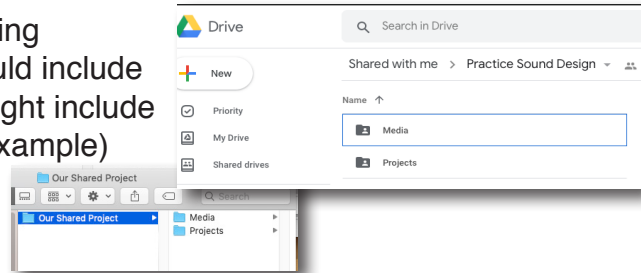 ing
uld include
ght include
xample)
Drive
Search in Drive
New
Shared with me > Practice Sound Design
Name ↑
Priority
Media
My Drive
Projects
Shared drives
Our Shared Project
Search
Our Shared Project
Media
Projects